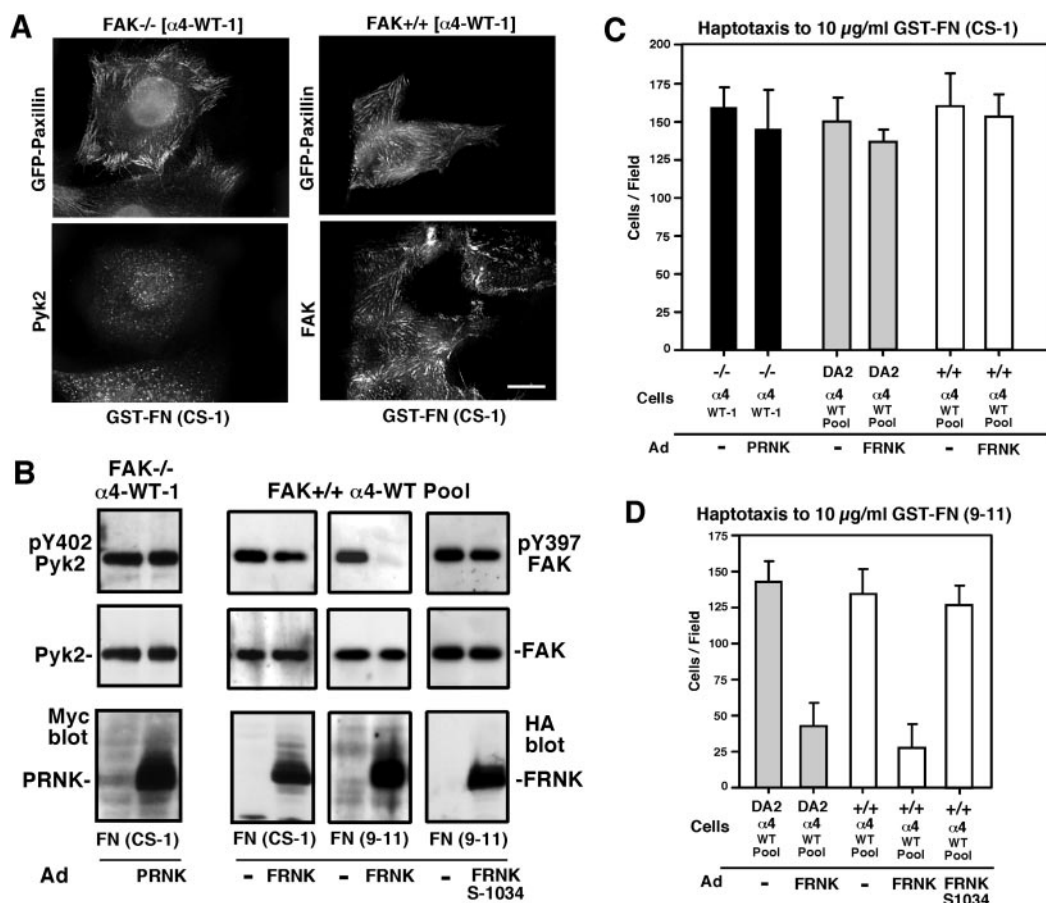 A
FAK-/- [α4-WT-1]
FAK+/+ [α4-WT-1]
GFP-Paxillin
GFP-Paxillin
Pyk2
FAK
GST-FN (CS-1)
GST-FN (CS-1)
B
FAK-/-
α4-WT-1
FAK+/+ α4-WT Pool
pY402
Pyk2
pY397
FAK
Pyk2-
-FAK
Myc
blot
HA
blot
PRNK-
-FRNK
FN (CS-1)
FN (CS-1)
FN (9-11)
FN (9-11)
Ad
PRNK
- FRNK
- FRNK
- FRNK
S-1034
C
Haptotaxis to 10 µg/ml GST-FN (CS-1)
Cells / Field
200
175
150
125
100
75
50
25
0
-/- -/- DA2 DA2 +/+ +/+
Cells α4 α4 α4 α4 α4 α4
WT-1 WT-1 WT WT WT WT
Pool Pool Pool Pool
Ad - PRNK - FRNK - FRNK
D
Haptotaxis to 10 µg/ml GST-FN (9-11)
Cells / Field
150
125
100
75
50
25
0
DA2 DA2 +/+ +/+ +/+
Cells α4 α4 α4 α4 α4
WT WT WT WT WT
Pool Pool Pool Pool Pool
Ad - FRNK - FRNK FRNK
S1034